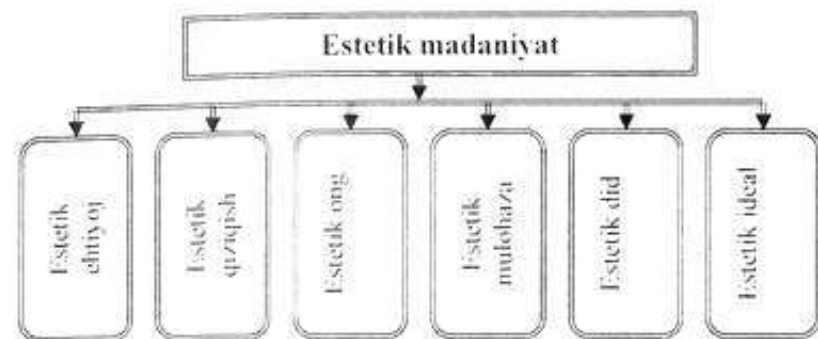 Estetik madaniyat
Estetik
ehtiyoj
Estetik
qiziqish
Estetik ong
Estetik
mulohaza
Estetik did
Estetik ideal